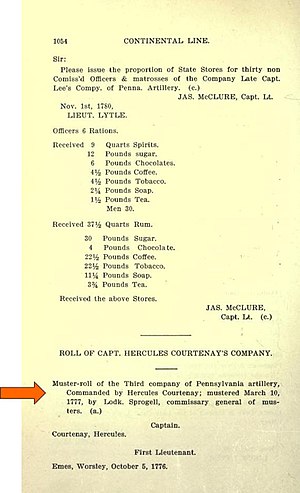 1054
CONTINENTAL LINE.
Sir:
Please issue the proportion of State Stores for thirty non
Comiss'd Officers & matrosses of the Company Late Capt.
Lee's Compy. of Penna. Artillery. (c.)
JAS. McCLURE, Capt. Lt.
Nov. 1st, 1780,
LIEUT. LYTLE.
Officers 6 Rations.
Received 9 Quarts Spirits.
12 Pounds sugar.
6 Pounds Chocolates.
4½ Pounds Coffee.
4½ Pounds Tobacco.
2¼ Pounds Soap.
1½ Pounds Tea.
Men 30.
Received 37½ Quarts Rum.
30 Pounds Sugar.
4 Pounds Chocolate.
22½ Pounds Coffee.
22½ Pounds Tobacco.
11¼ Pounds Soap.
3¾ Pounds Tea.
Received the above Stores.
JAS. McCLURE,
Capt. Lt. (c.)
ROLL OF CAPT. HERCULES COURTENAY'S COMPANY.
Muster-roll of the Third company of Pennsylvania artillery,
Commanded by Hercules Courtenay; mustered March 10,
1777, by Lodk. Sprogell, commissary general of mus-
ters. (a.)
Captain.
Courtenay, Hercules.
First Lieutenant.
Emes, Worsley, October 5, 1776.